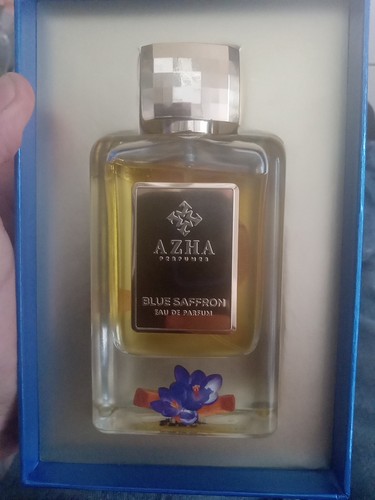 AZHA
PERFUMES
BLUE SAFFRON
EAU DE PARFUM